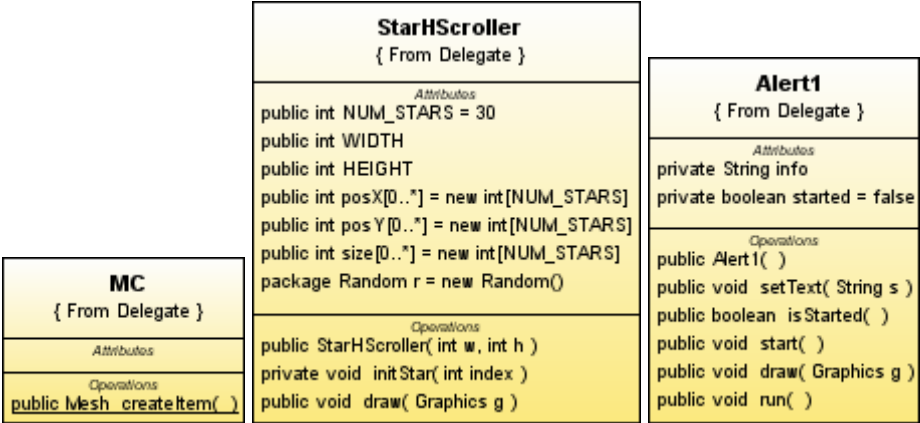 MC
{ From Delegate }
Attributes
Operations
public Mesh createItem( )
StarHScroller
{ From Delegate }
Attributes
public int NUM_STARS = 30
public int WIDTH
public int HEIGHT
public int posX[0..*] = new int[NUM_STARS]
public int posY[0..*] = new int[NUM_STARS]
public int size[0..*] = new int[NUM_STARS]
package Random r = new Random()
Operations
public StarHScroller( int w, int h )
private void initStar( int index )
public void draw( Graphics g )
Alert1
{ From Delegate }
Attributes
private String info
private boolean started = false
Operations
public Alert1( )
public void setText( String s )
public boolean isStarted( )
public void start( )
public void draw( Graphics g )
public void run( )